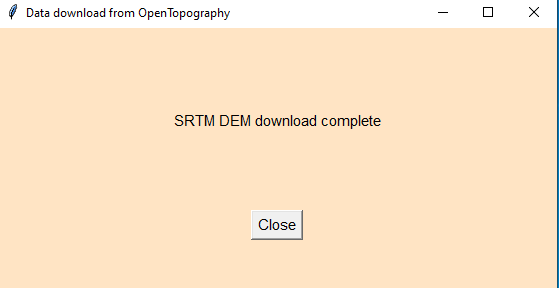 Data download from OpenTopography
SRTM DEM download complete
Close